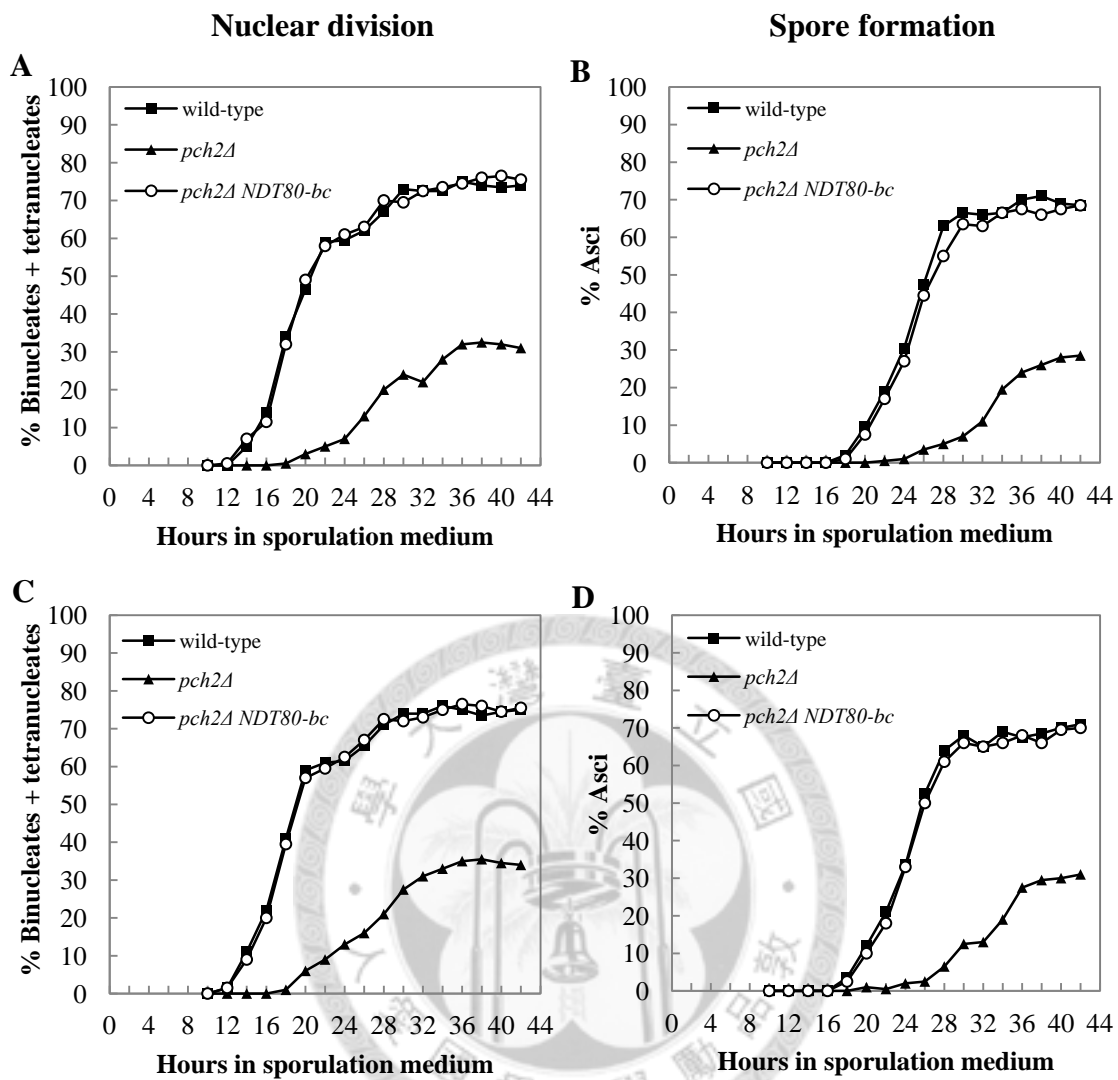 Nuclear division
Spore formation
A
100
90
80
70
60
50
40
30
20
10
0
% Binucleates + tetranucleates
wild-type
pch2Δ
pch2Δ NDT80-bc
0 4 8 12 16 20 24 28 32 36 40 44
Hours in sporulation medium
B
100
90
80
70
60
50
40
30
20
10
0
% Asci
wild-type
pch2Δ
pch2Δ NDT80-bc
0 4 8 12 16 20 24 28 32 36 40 44
Hours in sporulation medium
C
100
90
80
70
60
50
40
30
20
10
0
% Binucleates + tetranucleates
wild-type
pch2Δ
pch2Δ NDT80-bc
0 4 8 12 16 20 24 28 32 36 40 44
Hours in sporulation medium
D
100
90
80
70
60
50
40
30
20
10
0
% Asci
wild-type
pch2Δ
pch2Δ NDT80-bc
0 4 8 12 16 20 24 28 32 36 40 44
Hours in sporulation medium
國立臺灣大學